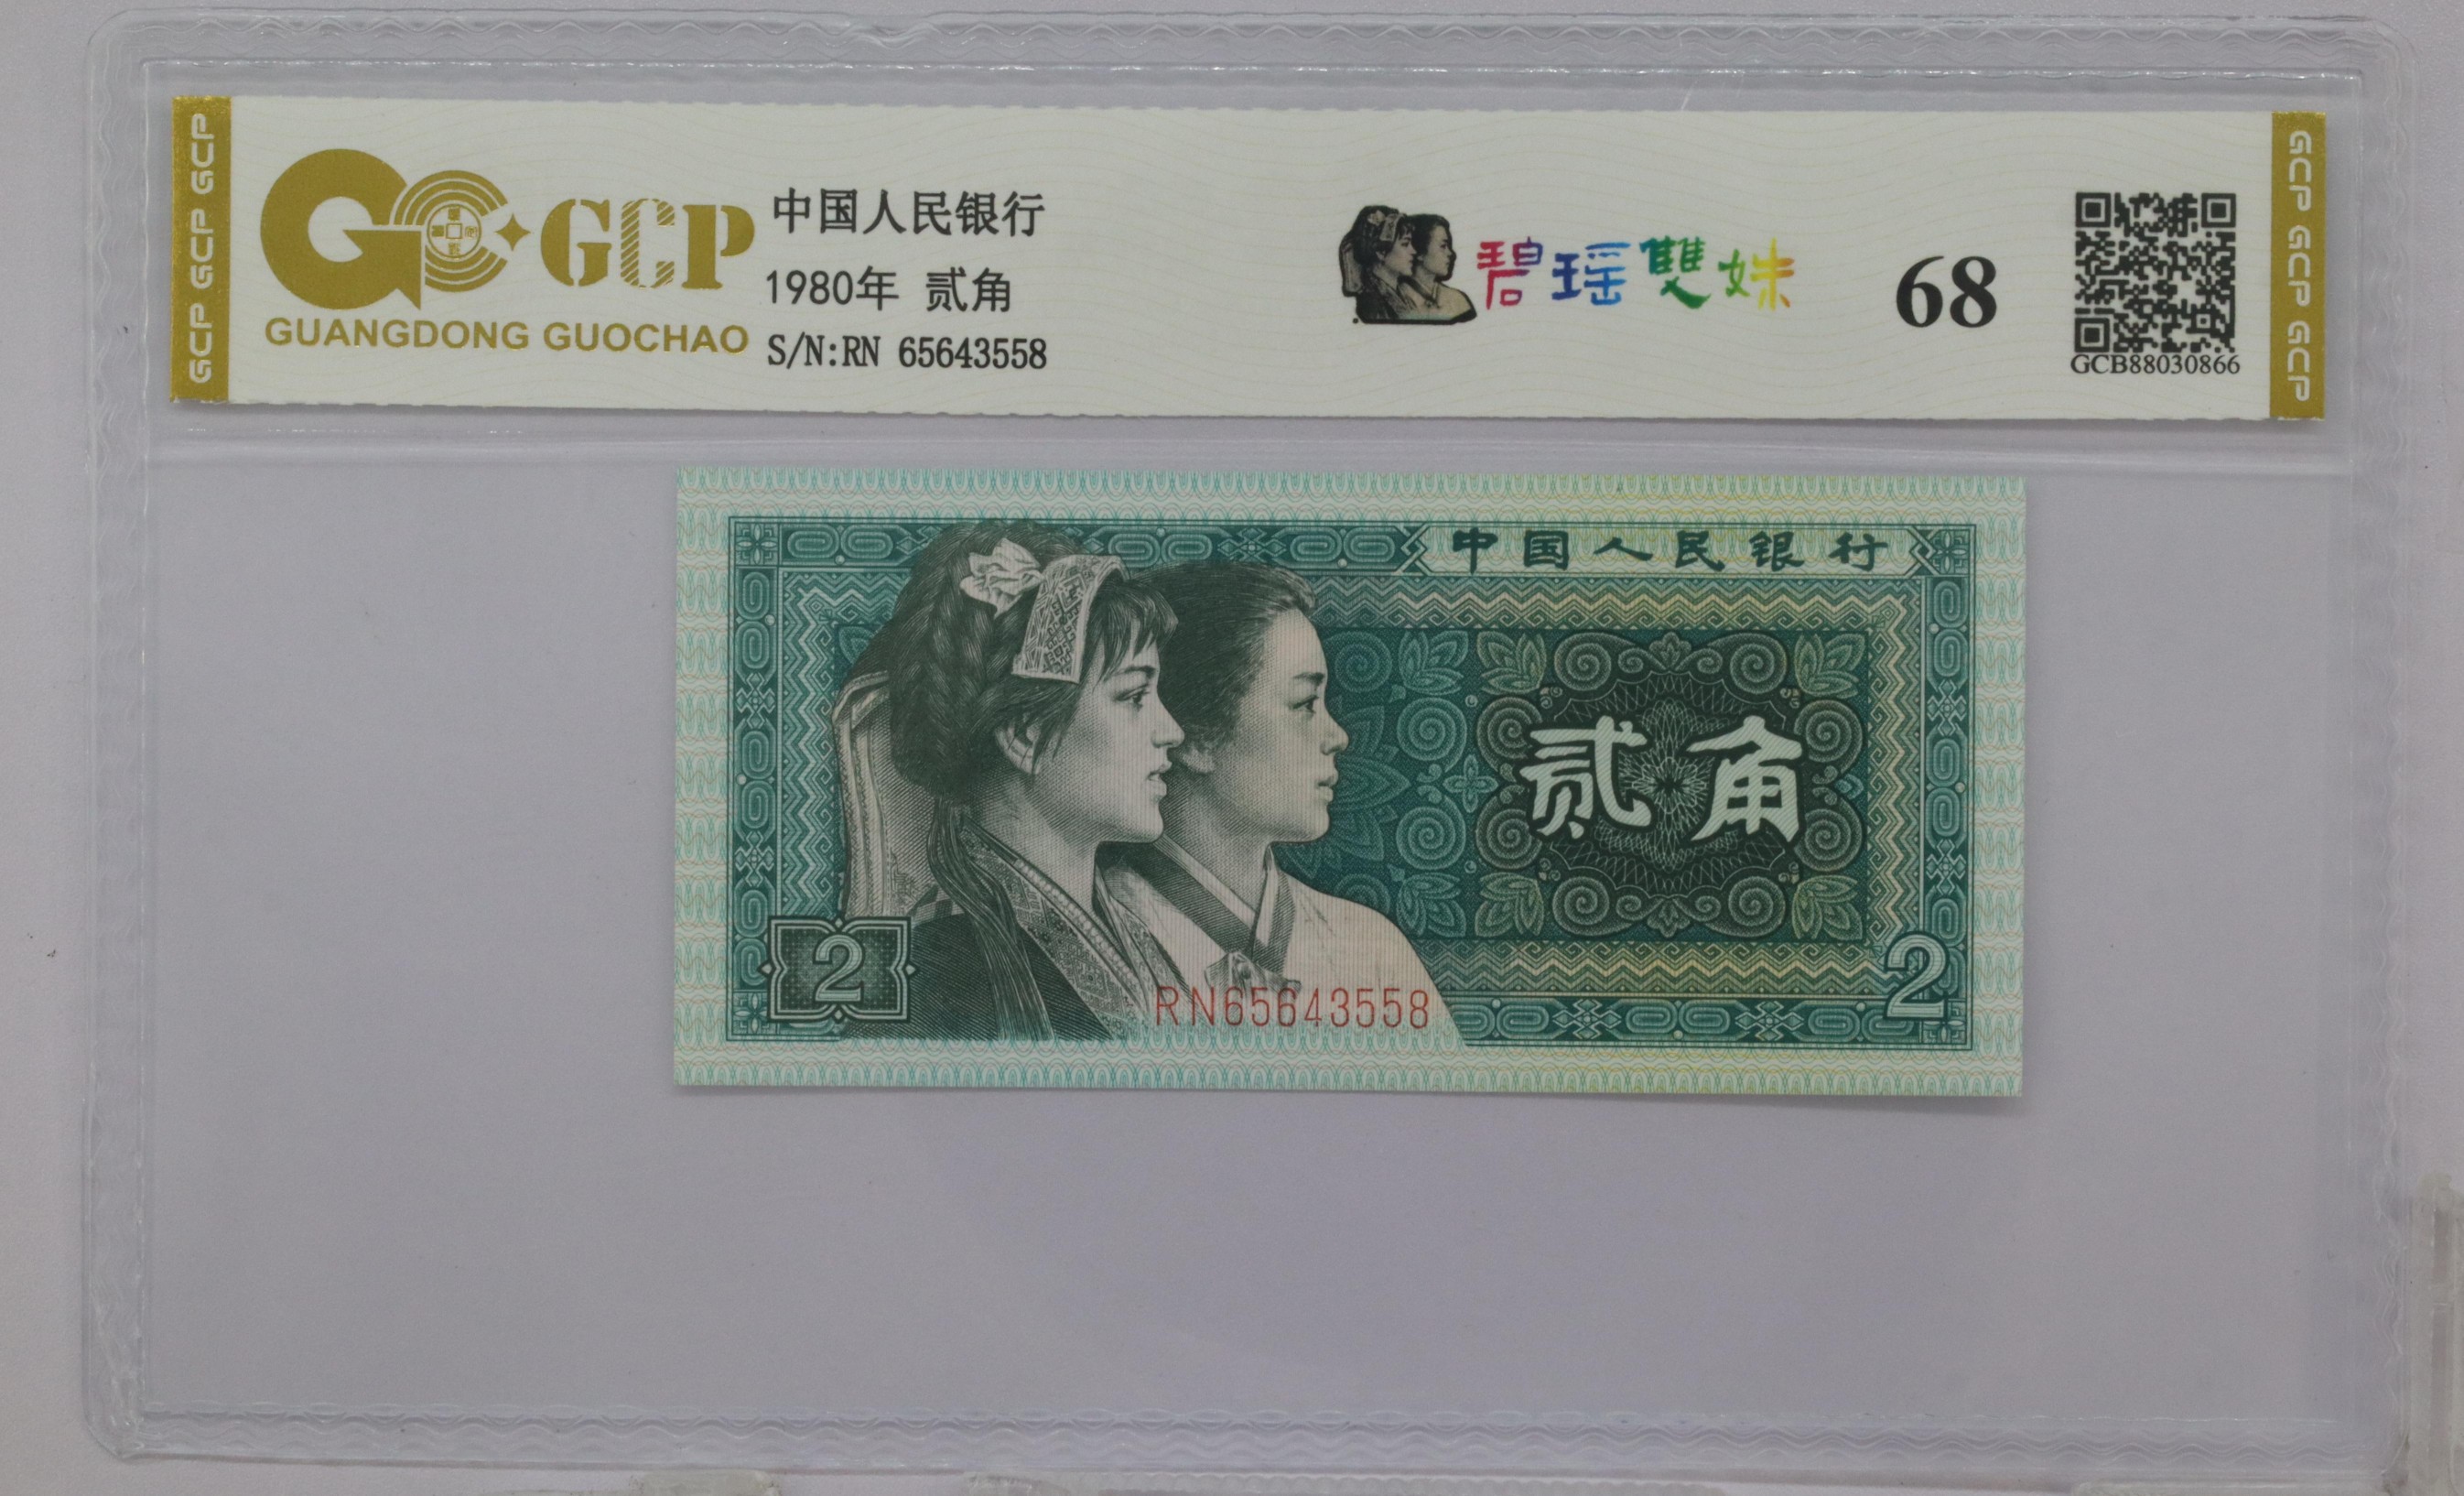 GCP GCP GCP
GCP
GUANGDONG GUOCHAO
中国人民银行
1980年 贰角
S/N:RN 65643558
碧瑶雙妹
68
GCB88030866
GCP GCP GCP
中国人民银行
贰角
2
RN65643558
2